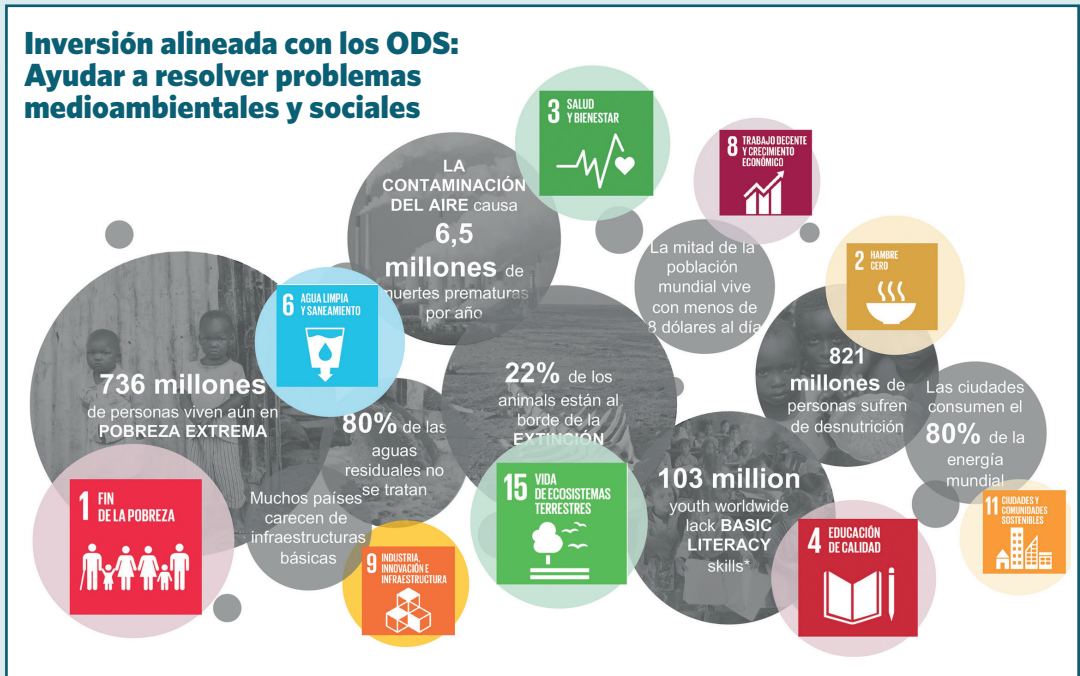 Inversión alineada con los ODS:
Ayudar a resolver problemas
medioambientales y sociales
3 SALUD
Y BIENESTAR
8 TRABAJO DECENTE
Y CRECIMIENTO
ECONÓMICO
LA
CONTAMINACIÓN
DEL AIRE causa
6,5
millones de
muertes prematuras
por año
La mitad de la
población
mundial vive
con menos de
8 dólares al día
2 HAMBRE
CERO
6 AGUA LIMPIA
Y SANEAMIENTO
736 millones
de personas viven aún en
POBREZA EXTREMA
22% de los
animals están al
borde de la
EXTINCIÓN
821
millones de
personas sufren
de desnutrición
Las ciudades
consumen el
80% de la
energía
mundial
80% de las
aguas
residuales no
se tratan
1 FIN
DE LA POBREZA
Muchos países
carecen de
infraestructuras
básicas
9 INDUSTRIA,
INNOVACIÓN E
INFRAESTRUCTURA
15 VIDA
DE ECOSISTEMAS
TERRESTRES
103 million
youth worldwide
lack BASIC
LITERACY
skills*
4 EDUCACIÓN
DE CALIDAD
11 CIUDADES Y
COMUNIDADES
SOSTENIBLES